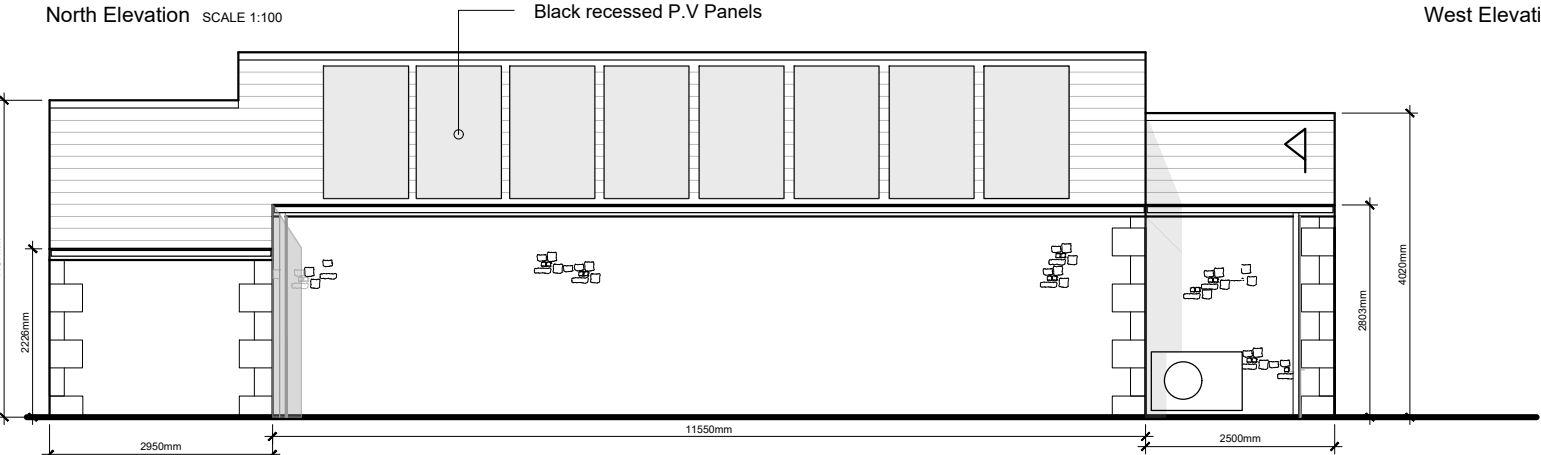 North Elevation SCALE 1:100
Black recessed P.V Panels
West Elevati
2226mm
4020mm
2803mm
2950mm
11550mm
2500mm